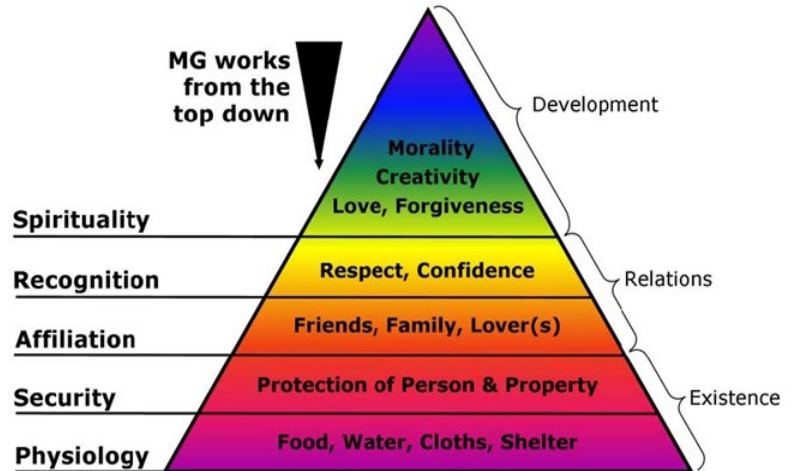 MG works
from the
top down
Development
Morality
Creativity
Love, Forgiveness
Spirituality
Respect, Confidence
Recognition
Relations
Friends, Family, Lover(s)
Affiliation
Protection of Person & Property
Security
Existence
Food, Water, Cloths, Shelter
Physiology